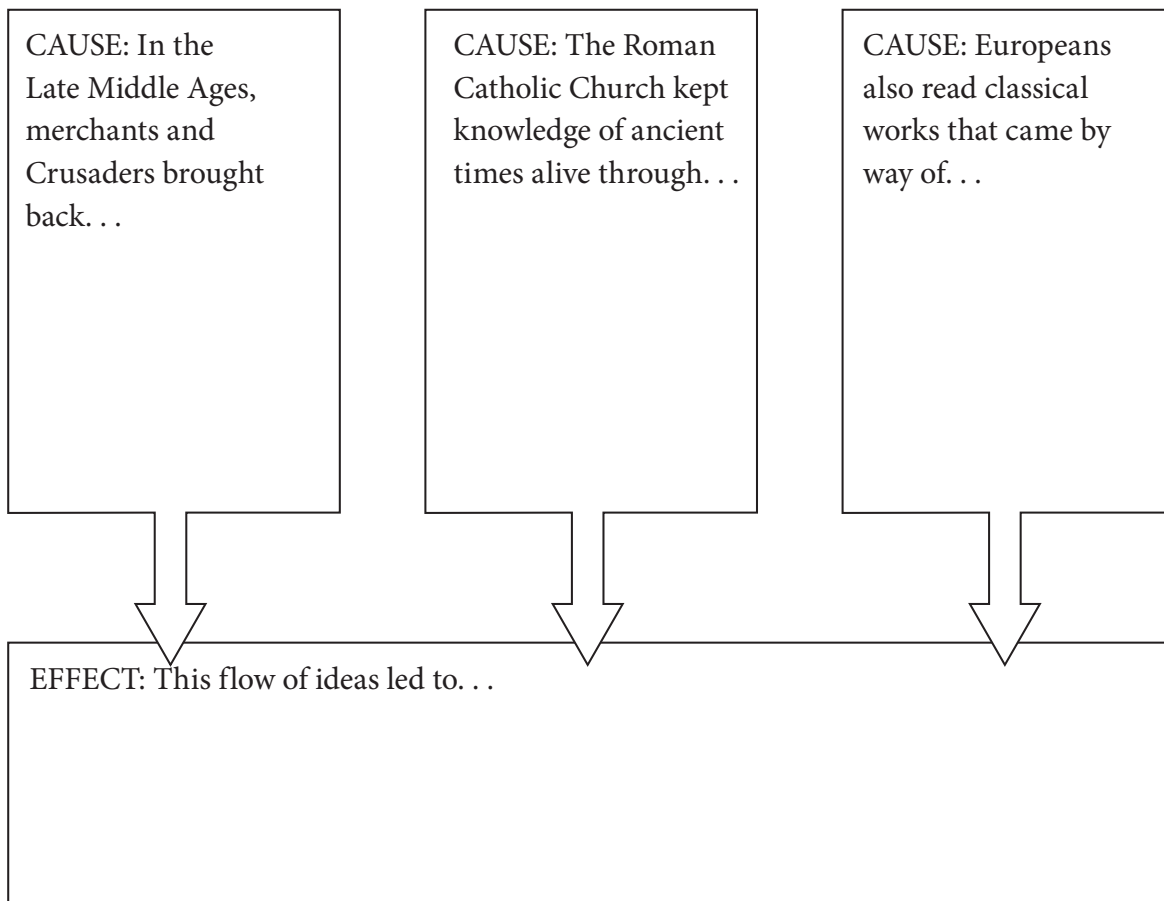 CAUSE: In the
Late Middle Ages,
merchants and
Crusaders brought
back. . .
CAUSE: The Roman
Catholic Church kept
knowledge of ancient
times alive through. . .
CAUSE: Europeans
also read classical
works that came by
way of. . .
EFFECT: This flow of ideas led to. . .